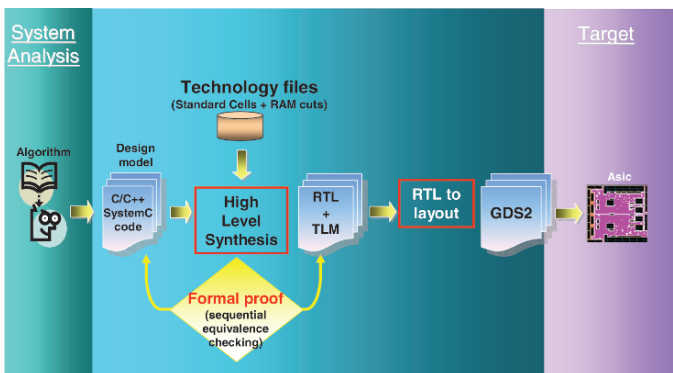 System
Analysis
Target
Technology files
(Standard Cells + RAM cuts)
Algorithm
Design
model
Asic
C/C++
SystemC
code
High
Level
Synthesis
RTL
+
TLM
RTL to
layout
GDS2
Formal proof
(sequential
equivalence
checking)